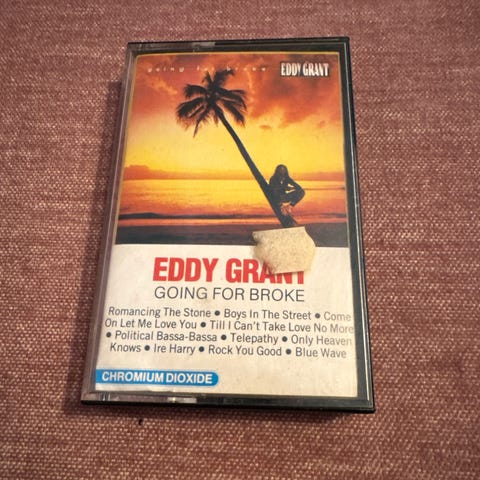 going for broke EDDY GRANT
EDDY GRANT
GOING FOR BROKE
Romancing The Stone • Boys In The Street • Come
On Let Me Love You • Till I Can't Take Love No More
• Political Bassa-Bassa • Telepathy • Only Heaven
Knows • Ire Harry • Rock You Good • Blue Wave
CHROMIUM DIOXIDE